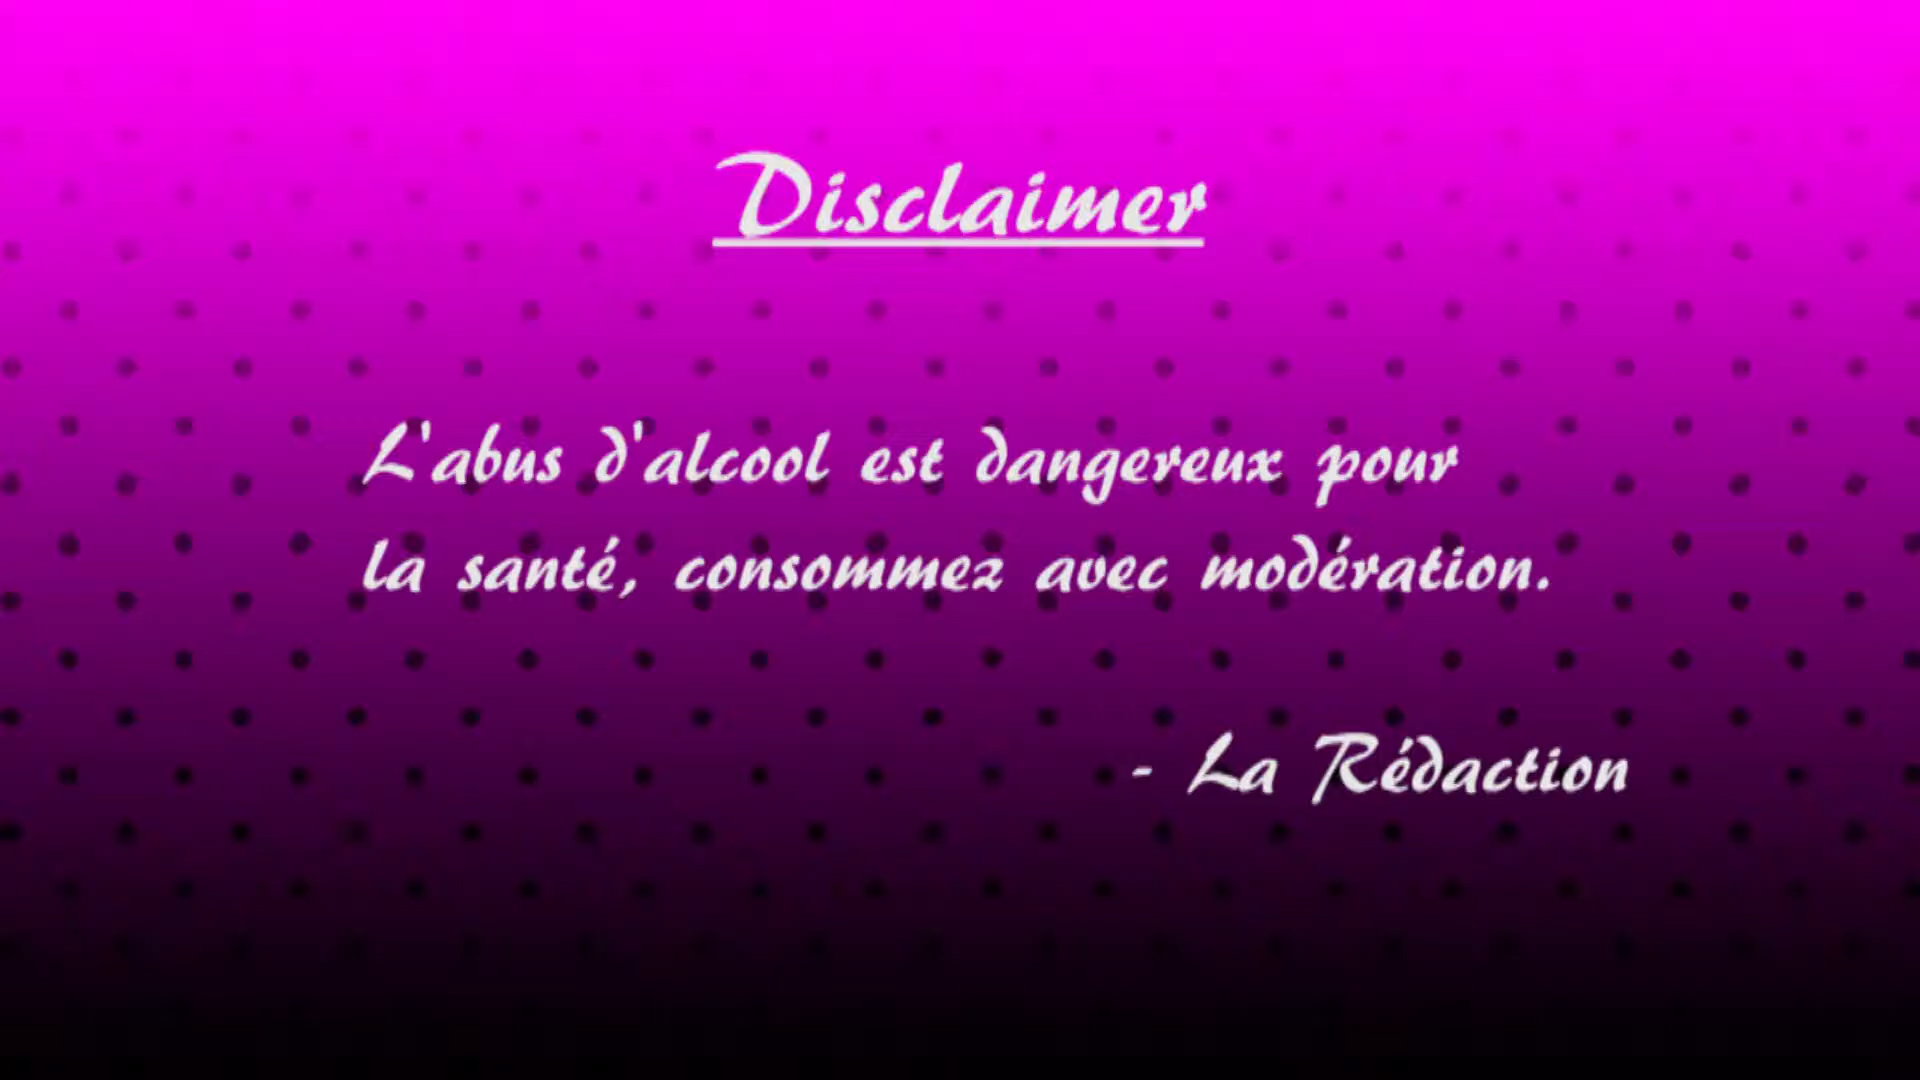 Disclaimer
L'abus d'alcool est dangereux pour
la santé, consommez avec modération.
- La Rédaction